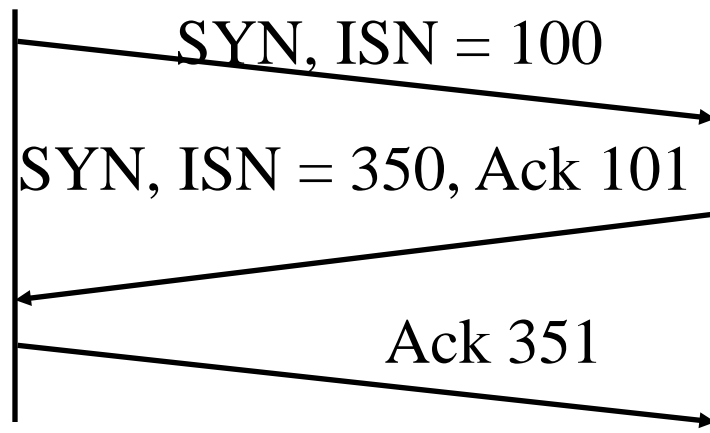 SYN, ISN = 100
SYN, ISN = 350, Ack 101
Ack 351